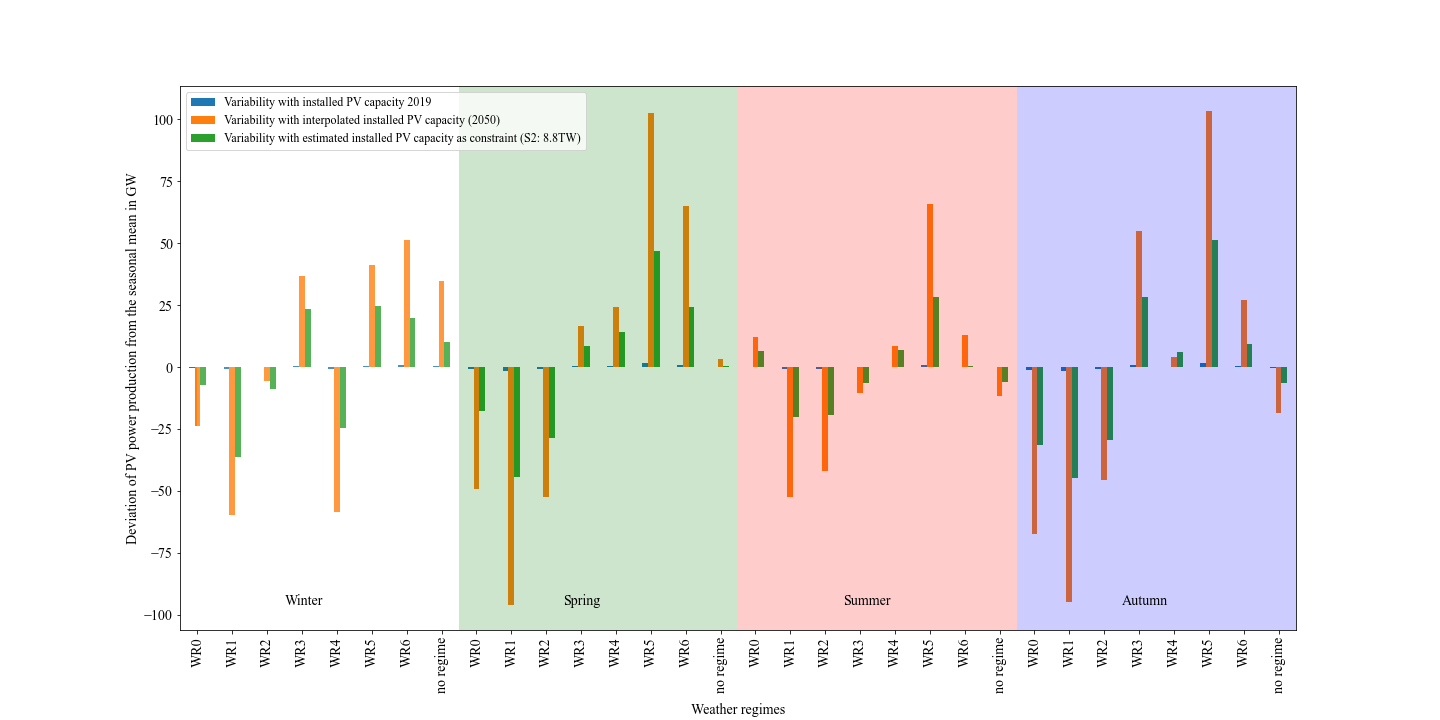 Variability with installed PV capacity 2019
Variability with interpolated installed PV capacity (2050)
Variability with estimated installed PV capacity as constraint (S2: 8.8TW)
Deviation of PV power production from the seasonal mean in GW
100
75
50
25
0
−25
−50
−75
−100
Winter
Spring
Summer
Autumn
WR0
WR1
WR2
WR3
WR4
WR5
WR6
no regime
WR0
WR1
WR2
WR3
WR4
WR5
WR6
no regime
WR0
WR1
WR2
WR3
WR4
WR5
WR6
no regime
WR0
WR1
WR2
WR3
WR4
WR5
WR6
no regime
Weather regimes